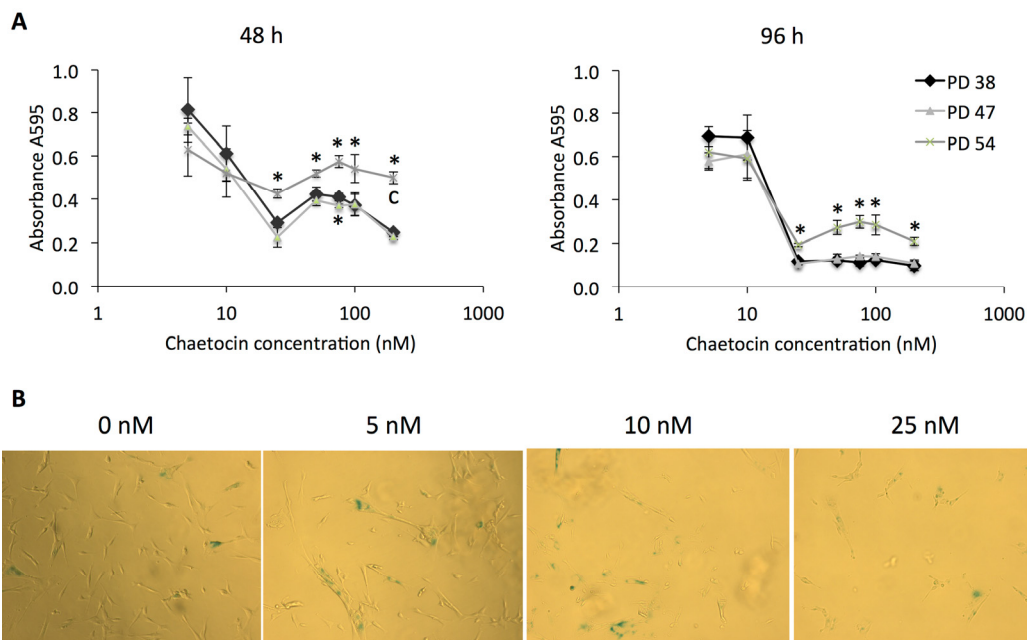 A
48 h
96 h
1.0
0.8
0.6
0.4
0.2
0.0
Absorbance A595
* * * * *
C
*
1 10 100 1000
Chaetocin concentration (nM)
1.0
0.8
0.6
0.4
0.2
0.0
Absorbance A595
* * * * *
1 10 100 1000
Chaetocin concentration (nM)
PD 38
PD 47
PD 54
B
0 nM 5 nM 10 nM 25 nM